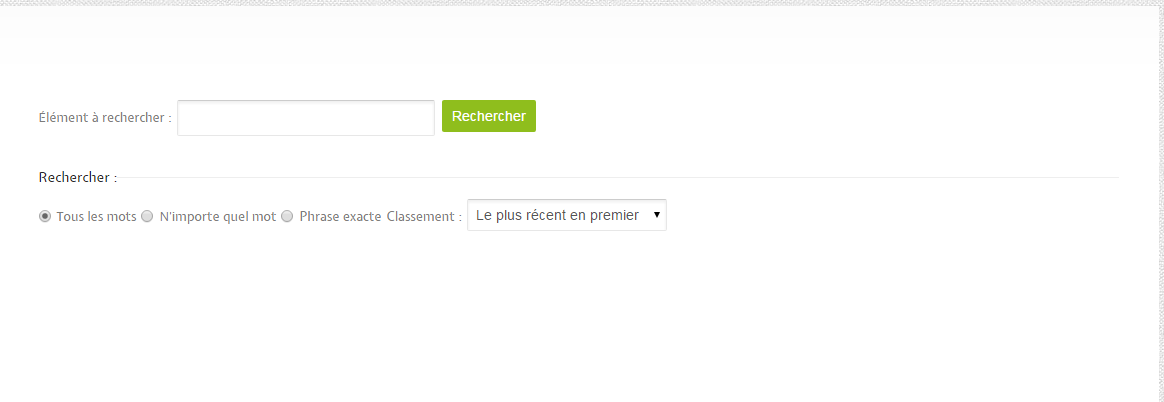 Élément à rechercher : Rechercher
Rechercher :
Tous les mots N'importe quel mot Phrase exacte Classement : Le plus récent en premier